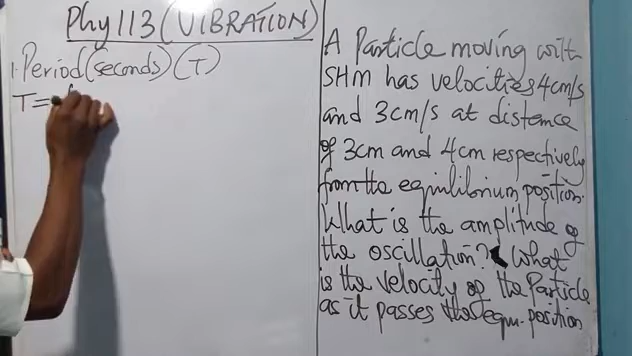 Phy 113 (VIBRATION)
1. Period (seconds) (T)
T =
A Particle moving with
SHM has velocities 4cm/s
and 3cm/s at distance
of 3cm and 4cm respectively
from the equilibrium position.
What is the amplitude of
the oscillation? What
is the velocity of the Particle
as it passes the equ. position